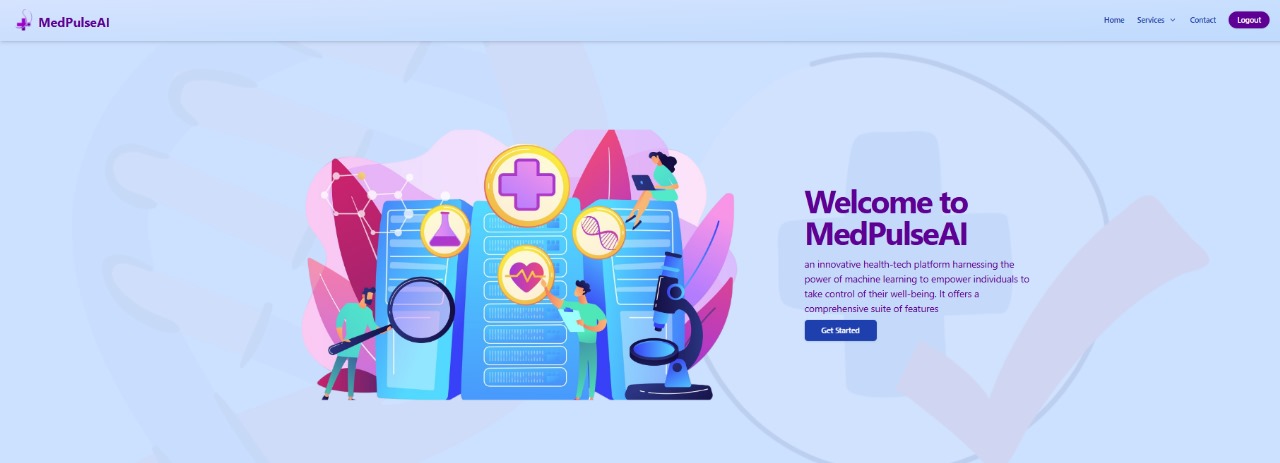 MedPulseAI
Home Services Contact Logout
Welcome to
MedPulseAI
an innovative health-tech platform harnessing the
power of machine learning to empower individuals to
take control of their well-being. It offers a
comprehensive suite of features
Get Started